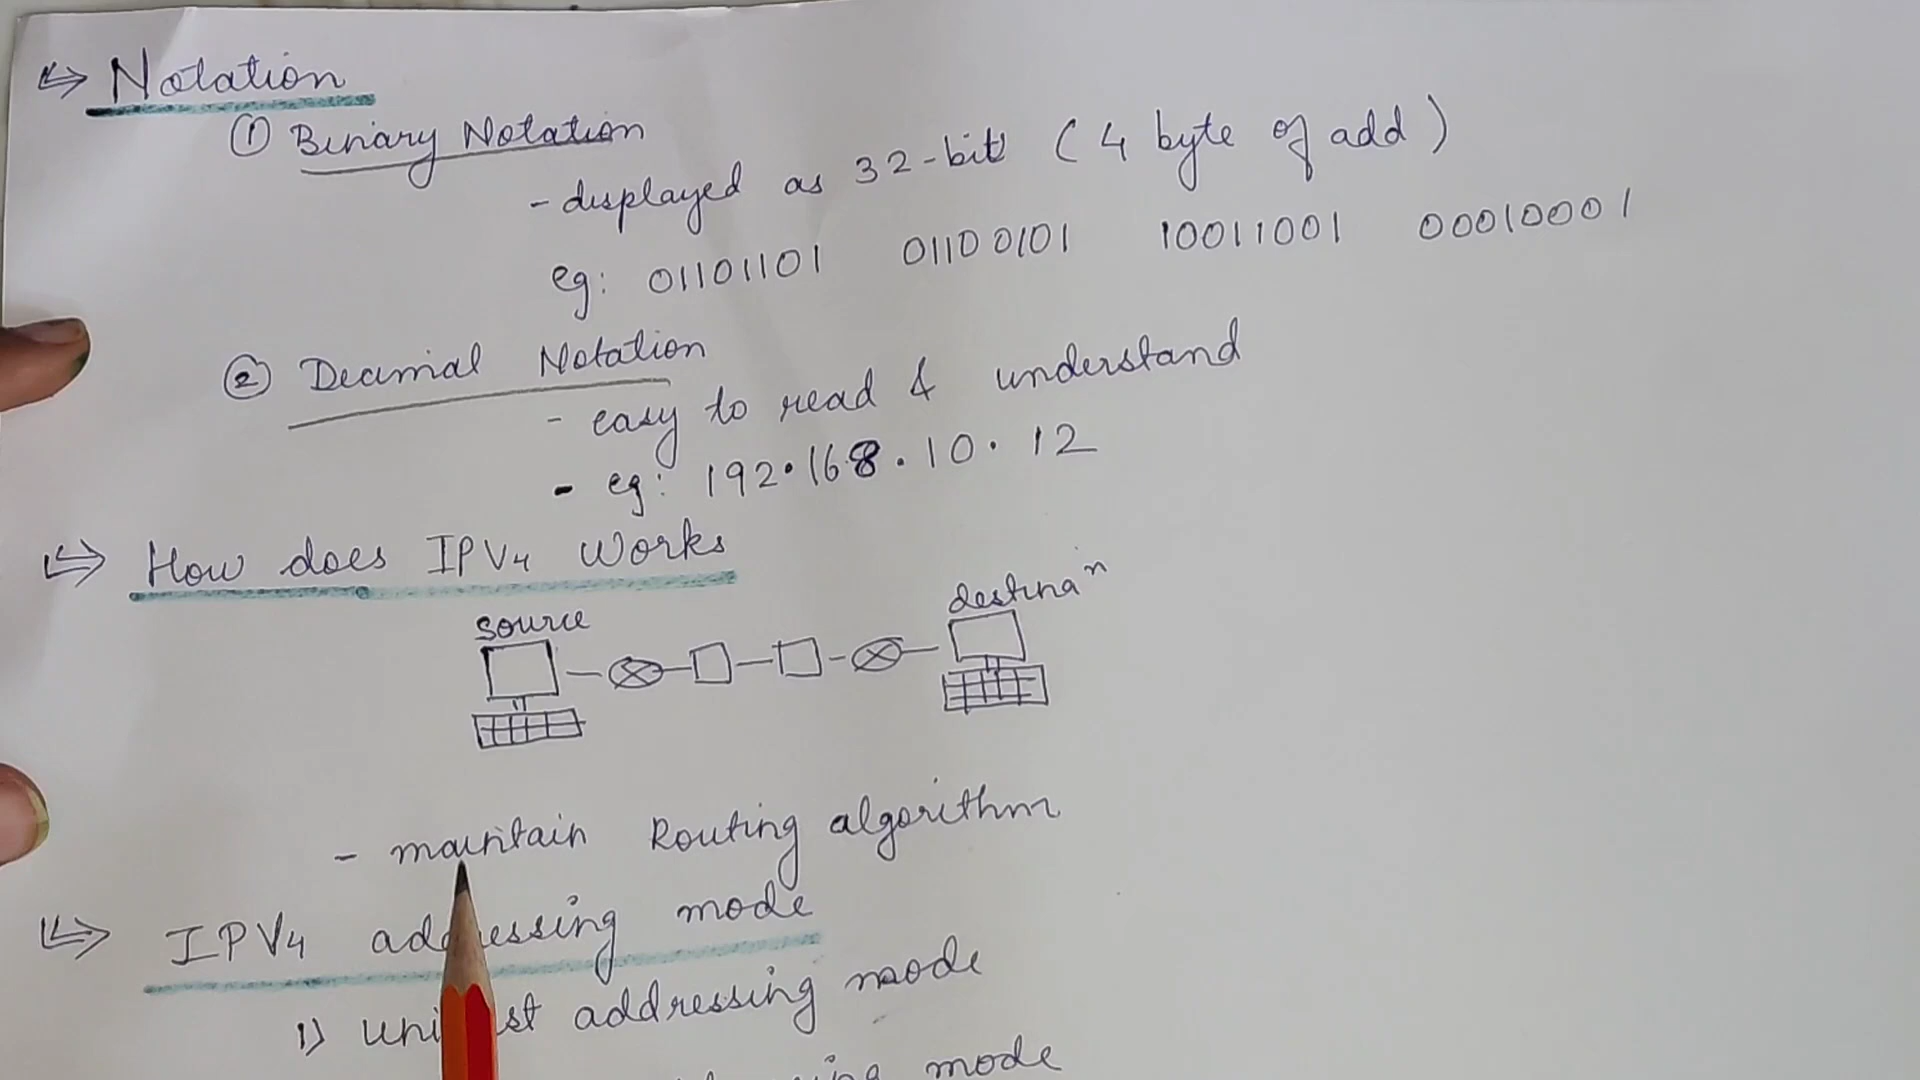 Notation
① Binary Notation
- displayed as 32-bit (4 byte of add)
eg: 01101101 01100101 10011001 00010001
② Decimal Notation
- easy to read & understand
- eg: 192.168.10.12
How does IPV4 Works
source
destinaⁿ
- maintain Routing algorithm
IPV4 addressing mode
1) unicast addressing mode
mode